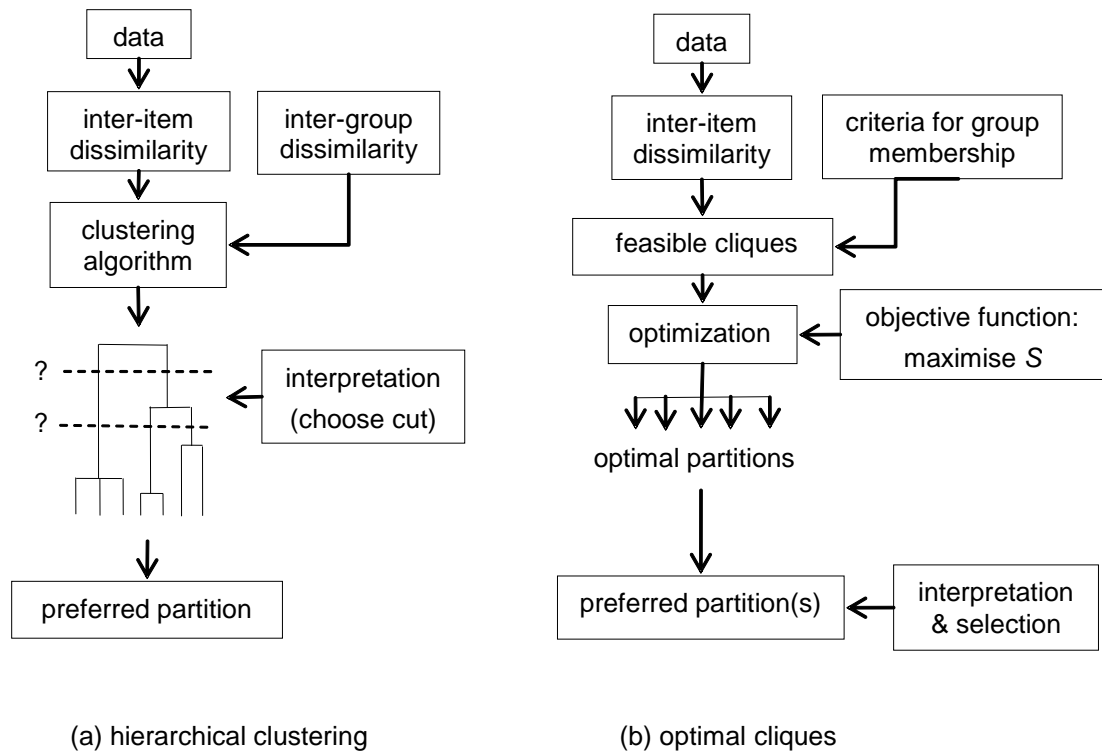 data
inter-item
dissimilarity
inter-group
dissimilarity
clustering
algorithm
?
?
interpretation
(choose cut)
preferred partition
(a) hierarchical clustering
data
inter-item
dissimilarity
criteria for group
membership
feasible cliques
optimization
objective function:
maximise S
optimal partitions
preferred partition(s)
interpretation
& selection
(b) optimal cliques